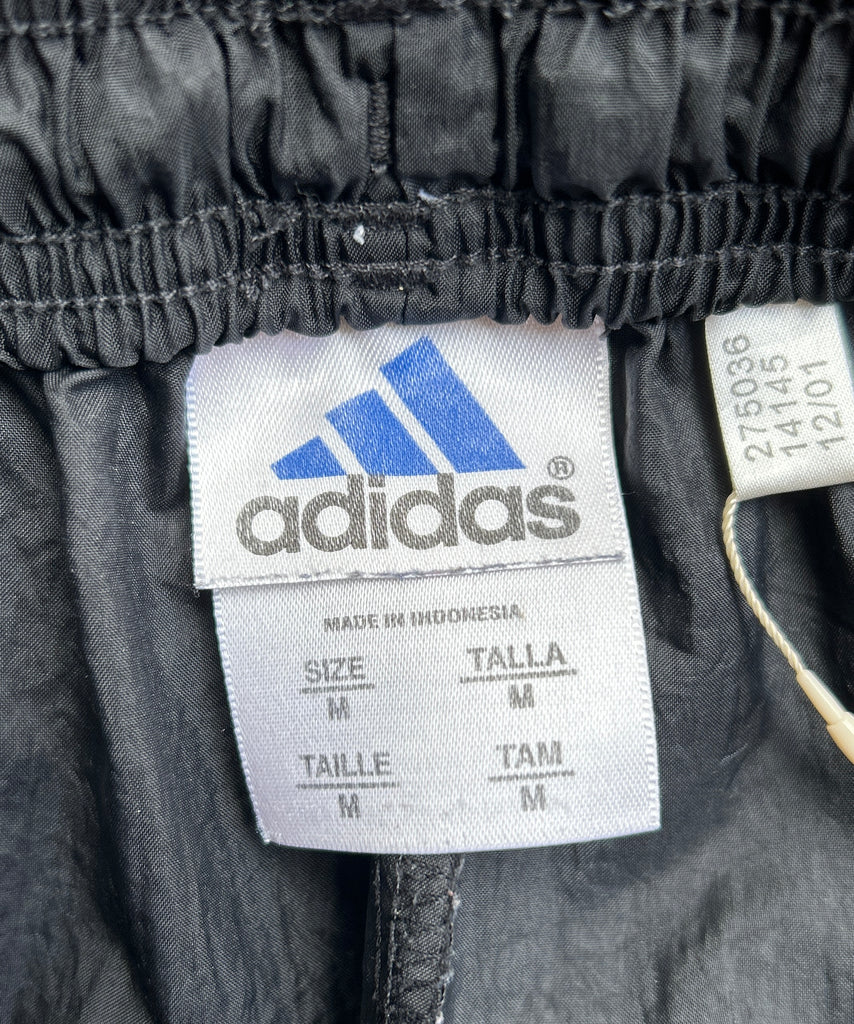 adidas®
MADE IN INDONESIA
SIZE TALLA
M M
TAILLE TAM
M M
275036
14145
12/01